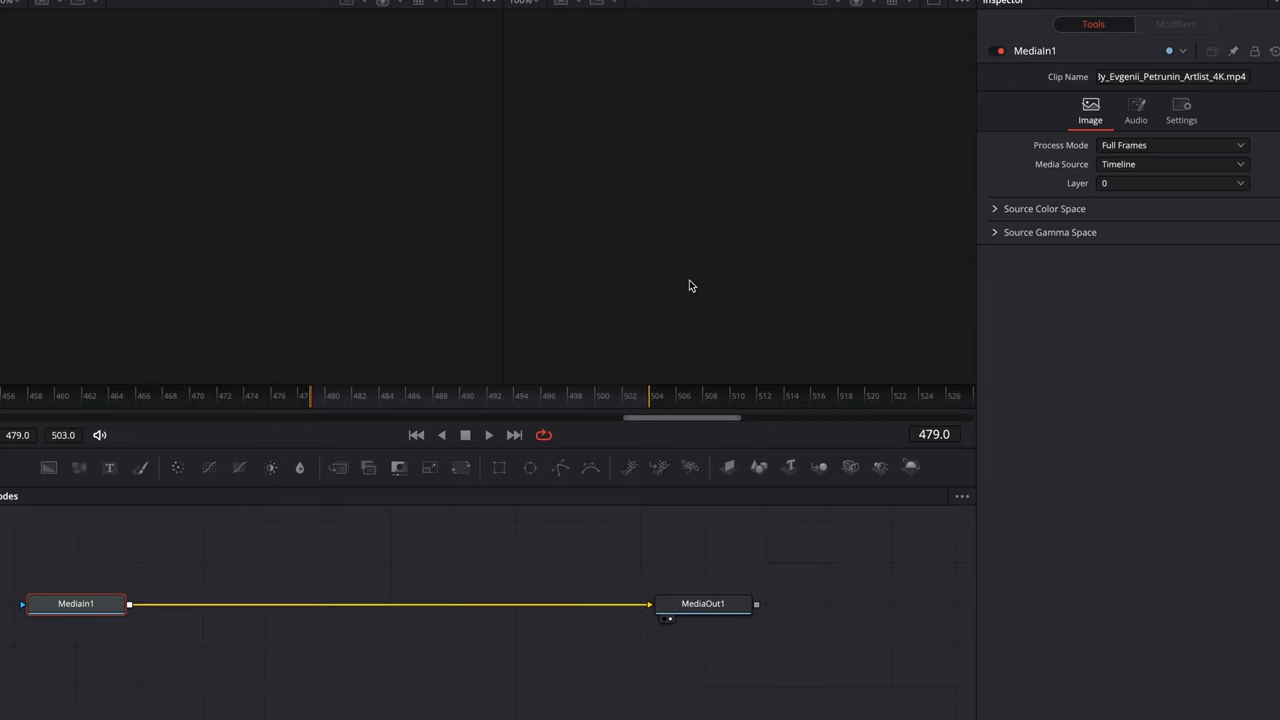 100%
Inspector
Tools
Modifiers
MediaIn1
Clip Name
By_Evgenii_Petrunin_Artlist_4K.mp4
Image
Audio
Settings
Process Mode
Full Frames
Media Source
Timeline
Layer
0
Source Color Space
Source Gamma Space
456 458 460 462 464 466 468 470 472 474 476 47 480 482 484 486 488 490 492 494 496 498 500 502 504 506 508 510 512 514 516 518 520 522 524 526
479.0
503.0
479.0
odes
MediaIn1
MediaOut1